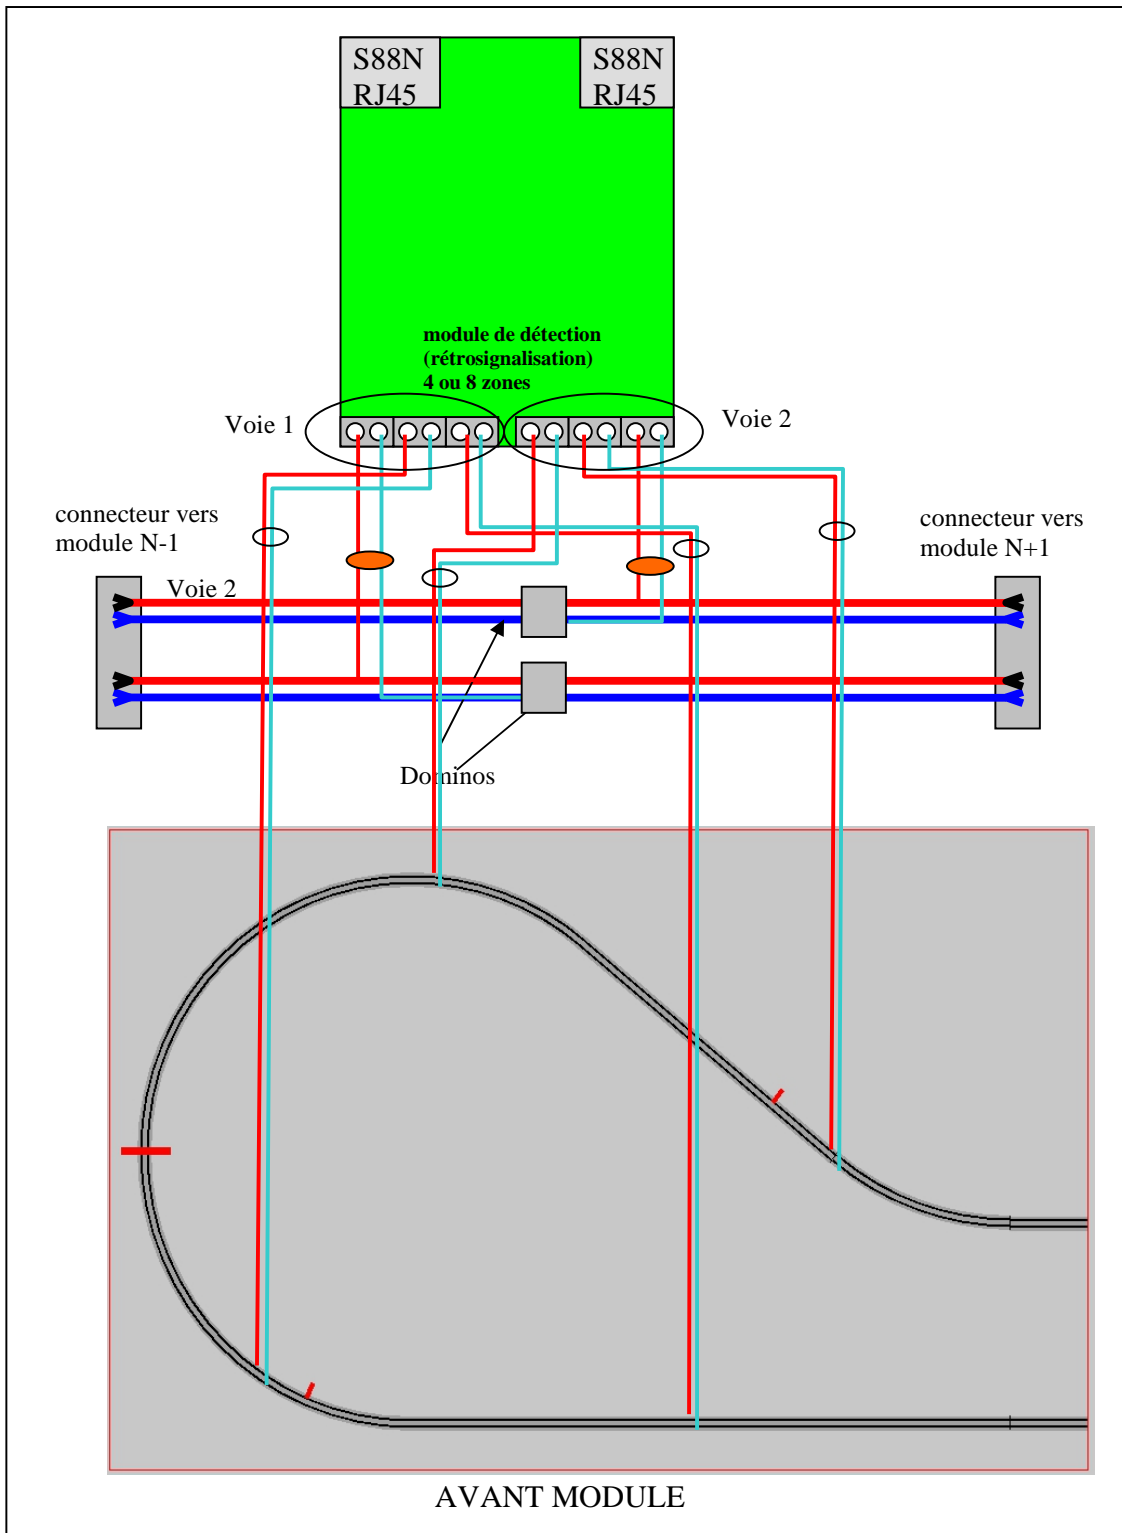 S88N
RJ45
S88N
RJ45
module de détection
(rétrosignalisation)
4 ou 8 zones
Voie 1
Voie 2
connecteur vers
module N-1
connecteur vers
module N+1
Voie 2
Dominos
AVANT MODULE